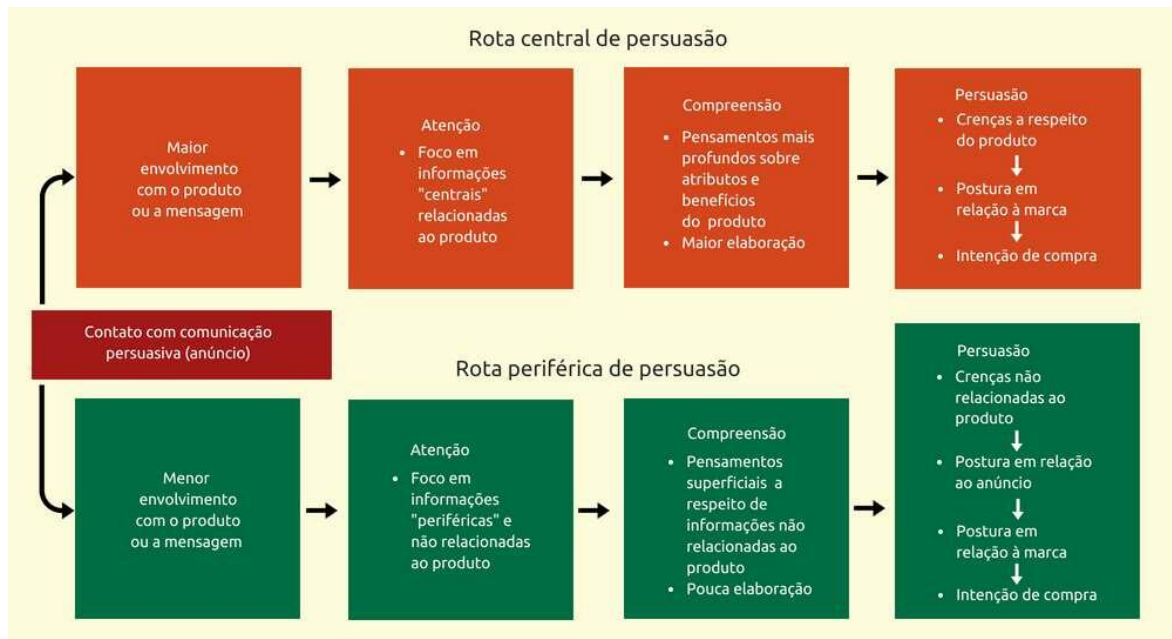 Rota central de persuasão
Maior
envolvimento
com o produto
ou a mensagem
Atenção
• Foco em
informações
"centrais"
relacionadas
ao produto
Compreensão
• Pensamentos mais
profundos sobre
atributos e
benefícios
do produto
• Maior elaboração
Persuasão
• Crenças a respeito
do produto
• Postura em
relação à marca
• Intenção de compra
Contato com comunicação
persuasiva (anúncio)
Rota periférica de persuasão
Menor
envolvimento
com o produto
ou a mensagem
Atenção
• Foco em
informações
"periféricas" e
não relacionadas
ao produto
Compreensão
• Pensamentos
superficiais a
respeito de
informações não
relacionadas ao
produto
• Pouca elaboração
Persuasão
• Crenças não
relacionadas ao
produto
• Postura em relação
ao anúncio
• Postura em
relação à marca
• Intenção de compra